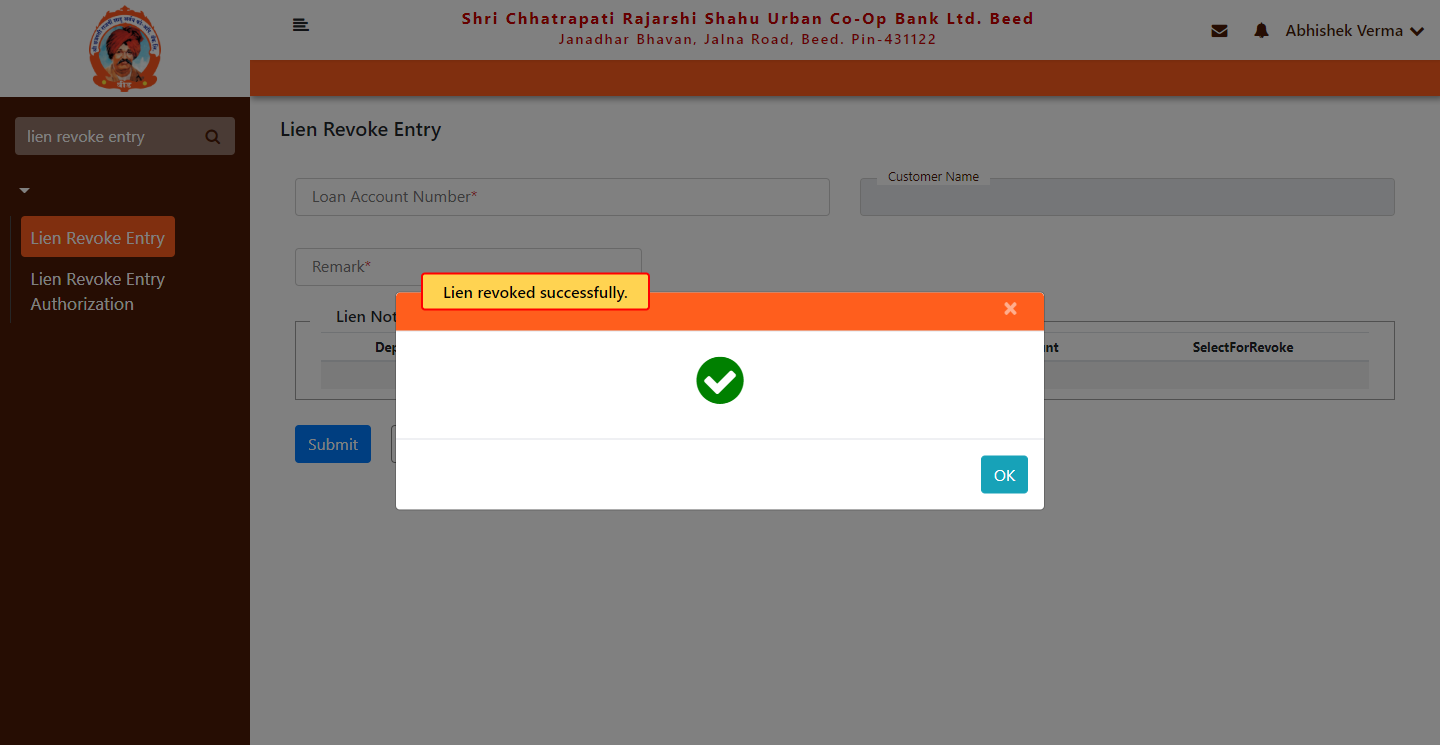 Shri Chhatrapati Rajarshi Shahu Urban Co-Op Bank Ltd. Beed
Janadhar Bhavan, Jalna Road, Beed. Pin-431122
Abhishek Verma
lien revoke entry
Lien Revoke Entry
Lien Revoke Entry
Authorization
Lien Revoke Entry
Loan Account Number*
Customer Name
Remark*
Lien revoked successfully.
×
Lien Not
SelectForRevoke
Submit
OK